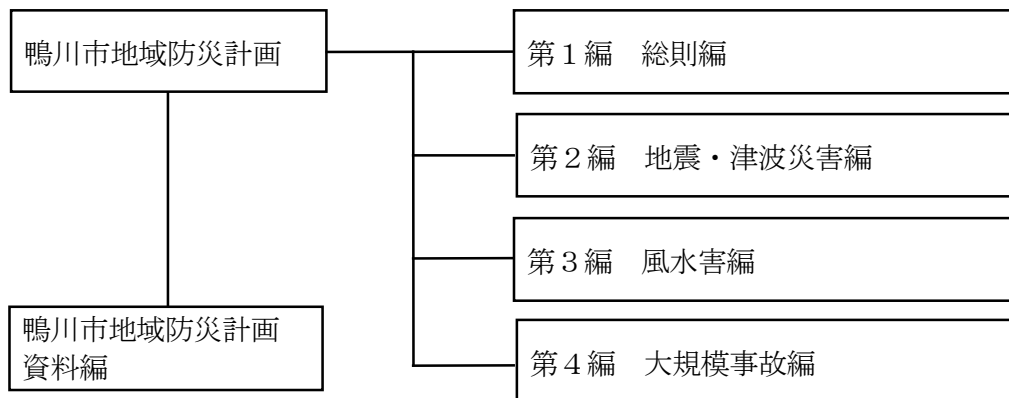 鴨川市地域防災計画
第１編　総則編
第２編　地震・津波災害編
第３編　風水害編
第４編　大規模事故編
鴨川市地域防災計画
資料編